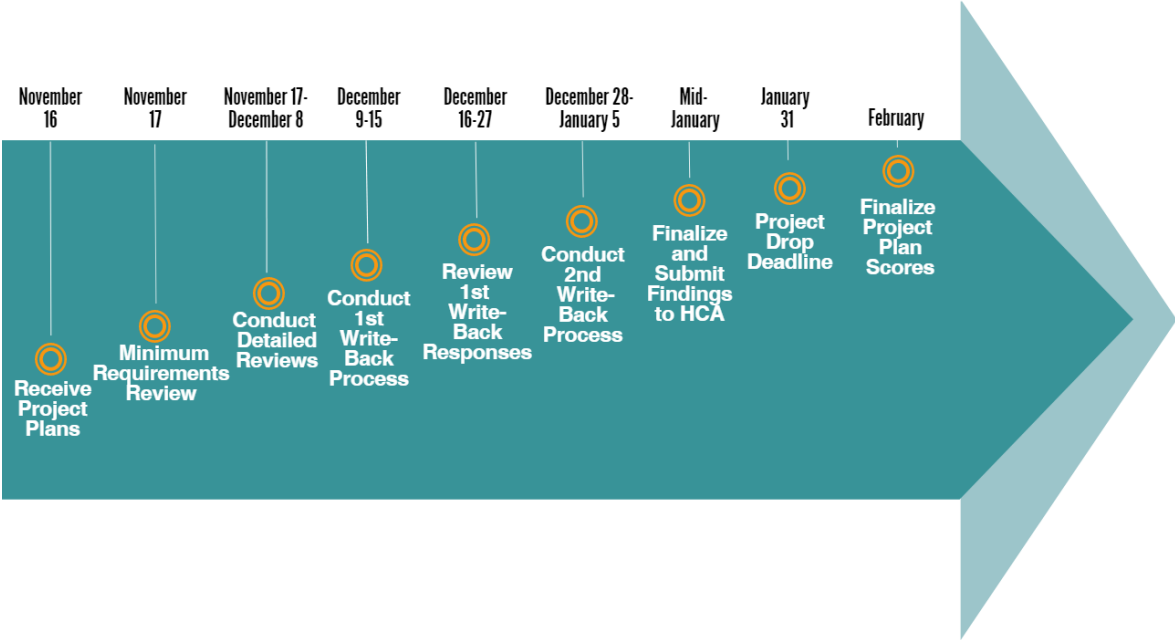 November
16
November
17
November 17-
December 8
December
9-15
December
16-27
December 28-
January 5
Mid-
January
January
31
February
Receive
Project
Plans
Minimum
Requirements
Review
Conduct
Detailed
Reviews
Conduct
1st
Write-
Back
Process
Review
1st
Write-
Back
Responses
Conduct
2nd
Write-
Back
Process
Finalize
and
Submit
Findings
to HCA
Project
Drop
Deadline
Finalize
Project
Plan
Scores